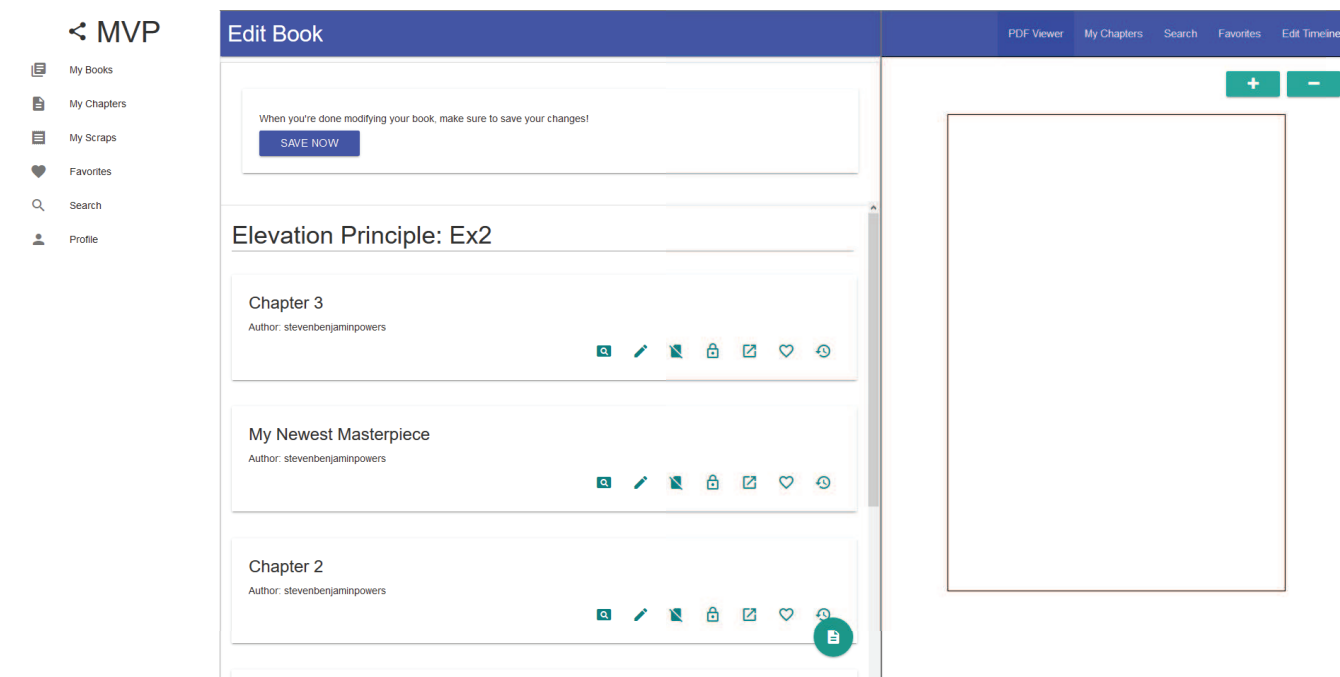 MVP
My Books
My Chapters
My Scraps
Favorites
Search
Profile
Edit Book
PDF Viewer
My Chapters
Search
Favorites
Edit Timeline
When you're done modifying your book, make sure to save your changes!
SAVE NOW
Elevation Principle: Ex2
Chapter 3
Author: stevenbenjaminpowers
My Newest Masterpiece
Author: stevenbenjaminpowers
Chapter 2
Author: stevenbenjaminpowers